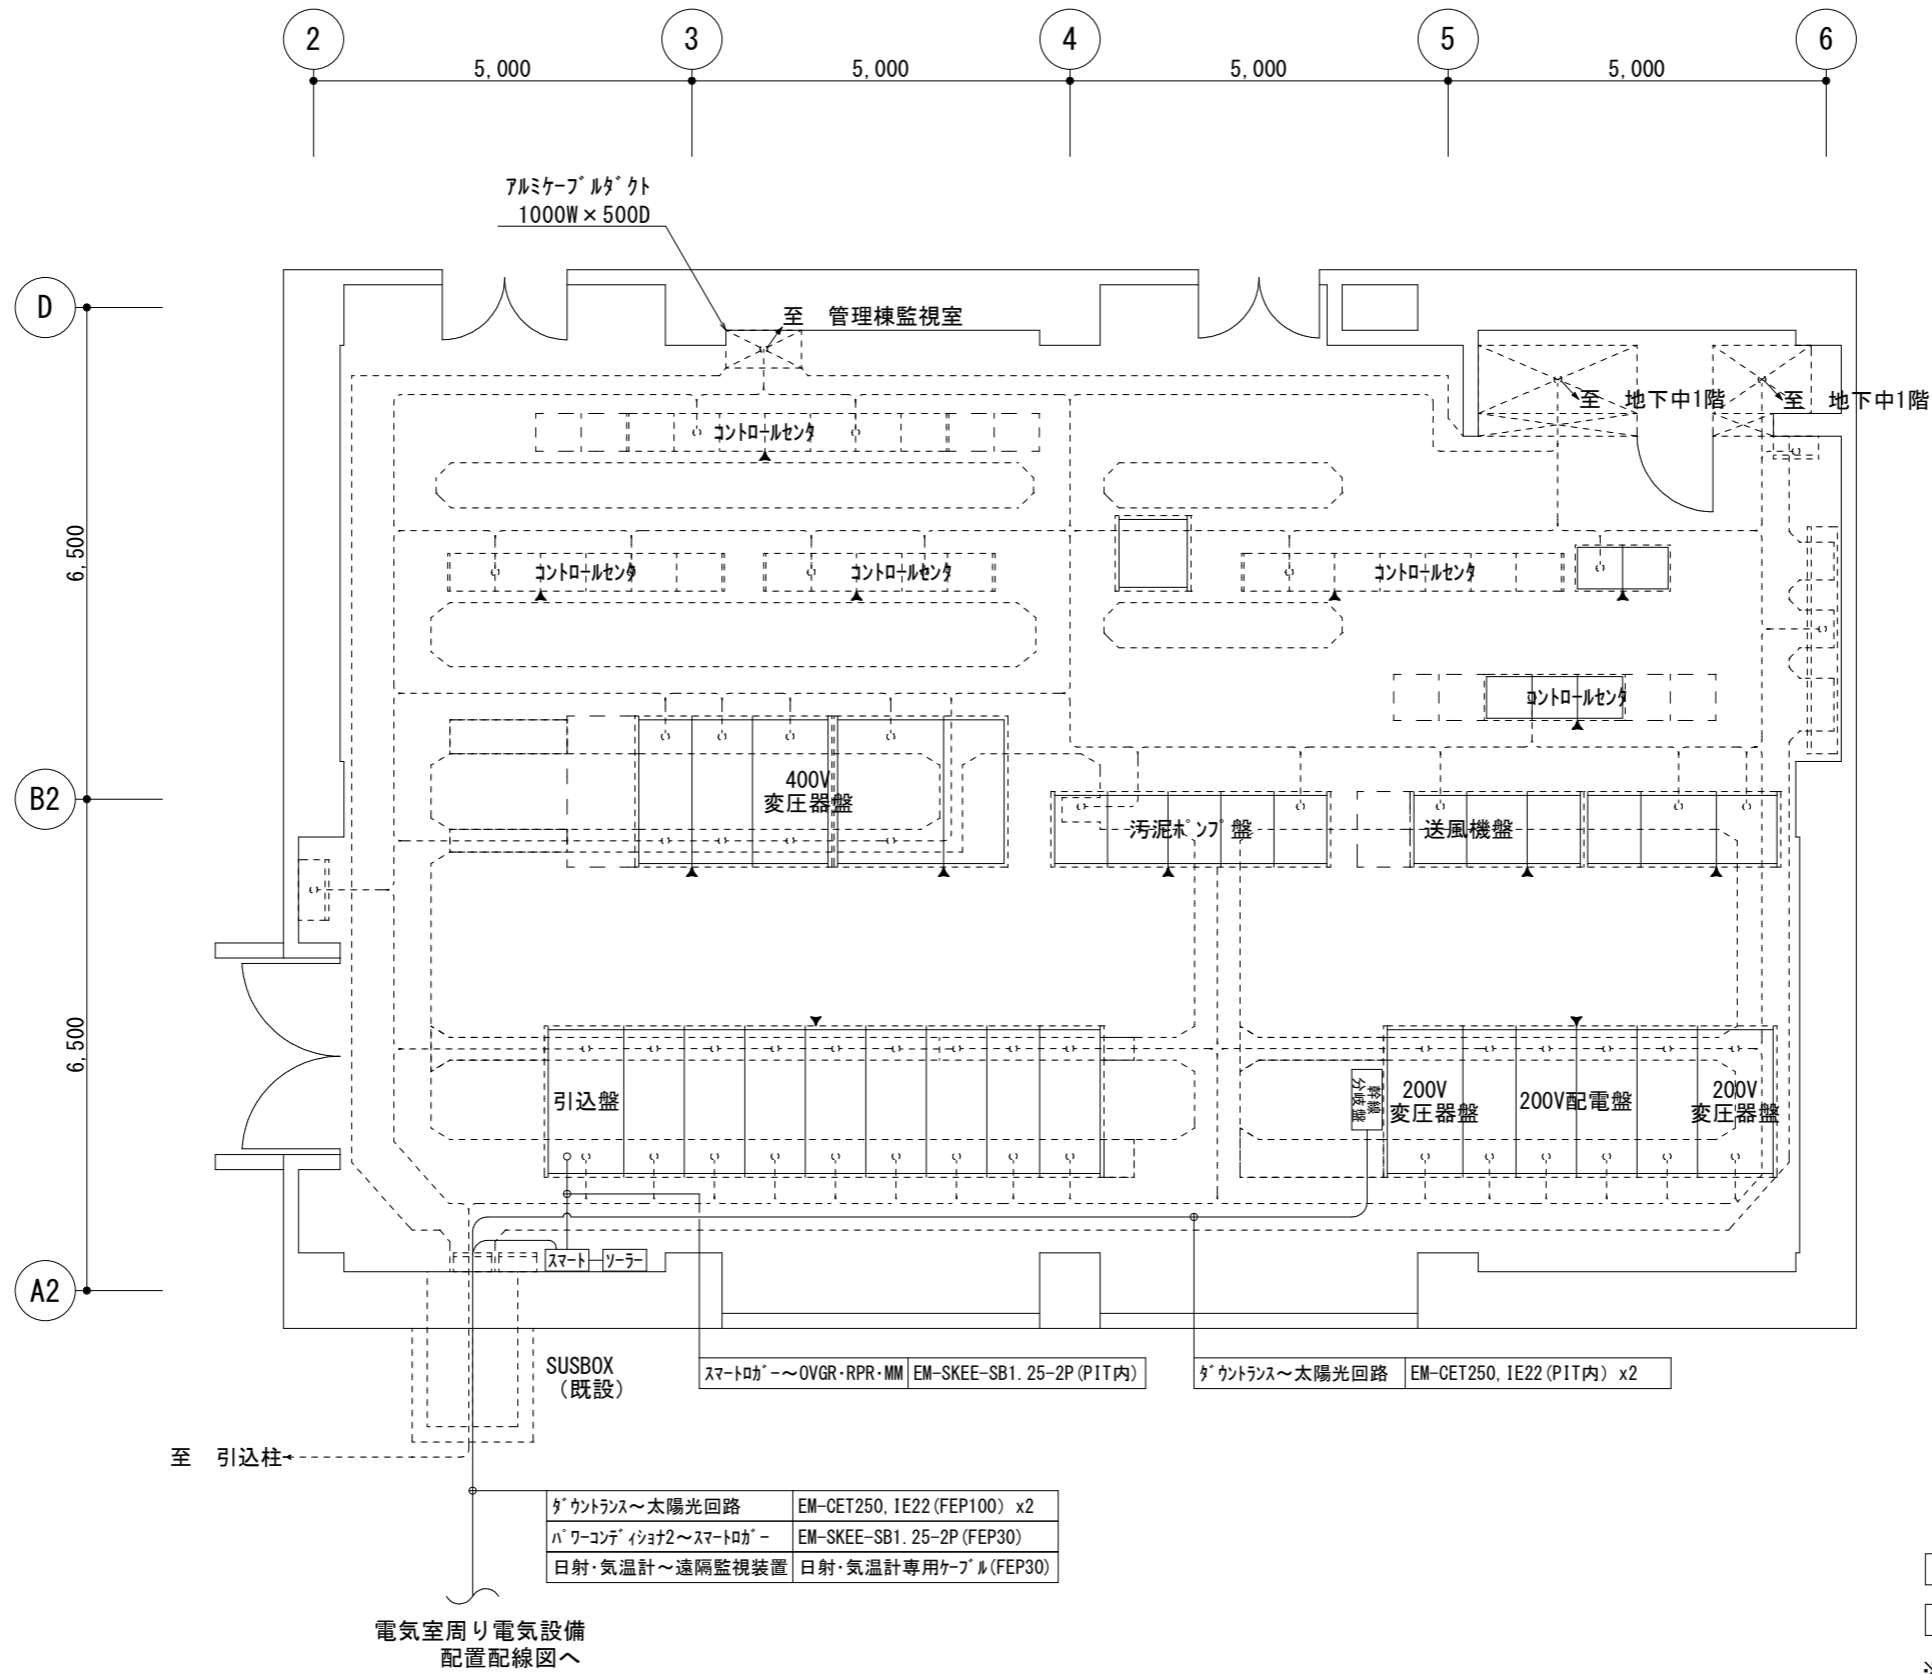 2
3
4
5
6
5,000
5,000
5,000
5,000
アルミケーブルダクト
1000W×500D
D
至 管理棟監視室
至 地下中1階
至 地下中1階
コントロールセンタ
6,500
コントロールセンタ
コントロールセンタ
コントロールセンタ
コントロールセンタ
B2
400V
変圧器盤
汚泥ポンプ盤
送風機盤
6,500
引込盤
幹線
分岐盤
200V
変圧器盤
200V配電盤
200V
変圧器盤
A2
スマート
ソーラー
SUSBOX
(既設)
スマートロガー～OVGR・RPR・MM EM-SKEE-SB1.25-2P(PIT内)
ダウントランス～太陽光回路 EM-CET250,IE22(PIT内) x2
至 引込柱
ダウントランス～太陽光回路 EM-CET250,IE22(FEP100) x2
パワーコンディショナ2～スマートロガー EM-SKEE-SB1.25-2P(FEP30)
日射・気温計～遠隔監視装置 日射・気温計専用ケーブル(FEP30)
電気室周り電気設備
配置配線図へ